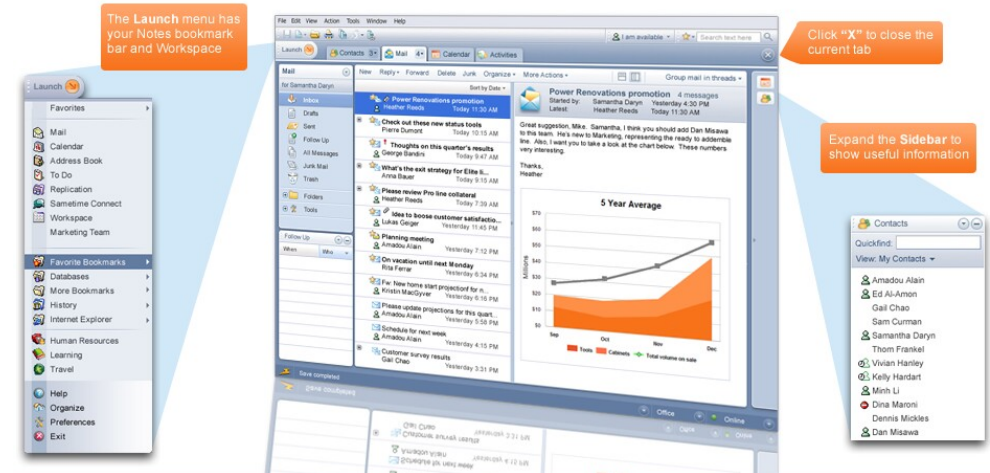 The Launch menu has
your Notes bookmark
bar and Workspace
Launch
Favorites
Mail
Calendar
Address Book
To Do
Replication
Sametime Connect
Workspace
Marketing Team
Favorite Bookmarks
Databases
More Bookmarks
History
Internet Explorer
Human Resources
Learning
Travel
Help
Organize
Preferences
Exit
File Edit View Action Tools Window Help
I am available Search text here
Launch Contacts 3 Mail 4 Calendar Activities
Mail
for Samantha Daryn
Inbox
Drafts
Sent
Follow Up
All Messages
Junk Mail
Trash
Folders
Tools
Follow Up
When Who
New Reply Forward Delete Junk Organize More Actions Group mail in threads
Sort by Date
Power Renovations promotion
Heather Reeds Today 11:30 AM
Check out these new status tools
Pierre Dumont Today 10:15 AM
Thoughts on this quarter's results
George Bandini Today 9:47 AM
What's the exit strategy for Elite li...
Anna Bauer Today 9:15 AM
Please review Pro line collateral
Heather Reeds Today 7:39 AM
Idea to boose customer satisfactio...
Lukas Geiger Yesterday 11:45 PM
Planning meeting
Amadou Alain Yesterday 7:12 PM
On vacation until next Monday
Rita Ferrar Yesterday 6:34 PM
Fw: New home start projectionf for n...
Kristin MacGyver Yesterday 6:16 PM
Please update projections for this quart...
Amadou Alain Yesterday 5:58 PM
Schedule for next week
Amadou Alain Yesterday 4:15 PM
Customer survey results
Gail Chao Yesterday 3:31 PM
Power Renovations promotion 4 messages
Started by: Samantha Daryn Yesterday 4:30 PM
Latest: Heather Reeds Today 11:30 AM
Great suggestion, Mike. Samantha, I think you should add Dan Misawa
to this team. He's new to Marketing, representing the ready to addemble
line. Also, I want you to take a look at the chart below. These numbers
very interesting.
Thanks,
Heather
5 Year Average
Millions
$70
$60
$50
$40
$30
$20
$10
$0
Sep Oct Nov Dec
Tools Cabinets Total volume on sale
Save completed
Office Online
Click “X” to close the
current tab
Expand the Sidebar to
show useful information
Contacts
Quickfind:
View: My Contacts
Amadou Alain
Ed Al-Amon
Gail Chao
Sam Curman
Samantha Daryn
Thom Frankel
Vivian Hanley
Kelly Hardart
Minh Li
Dina Maroni
Dennis Mickles
Dan Misawa